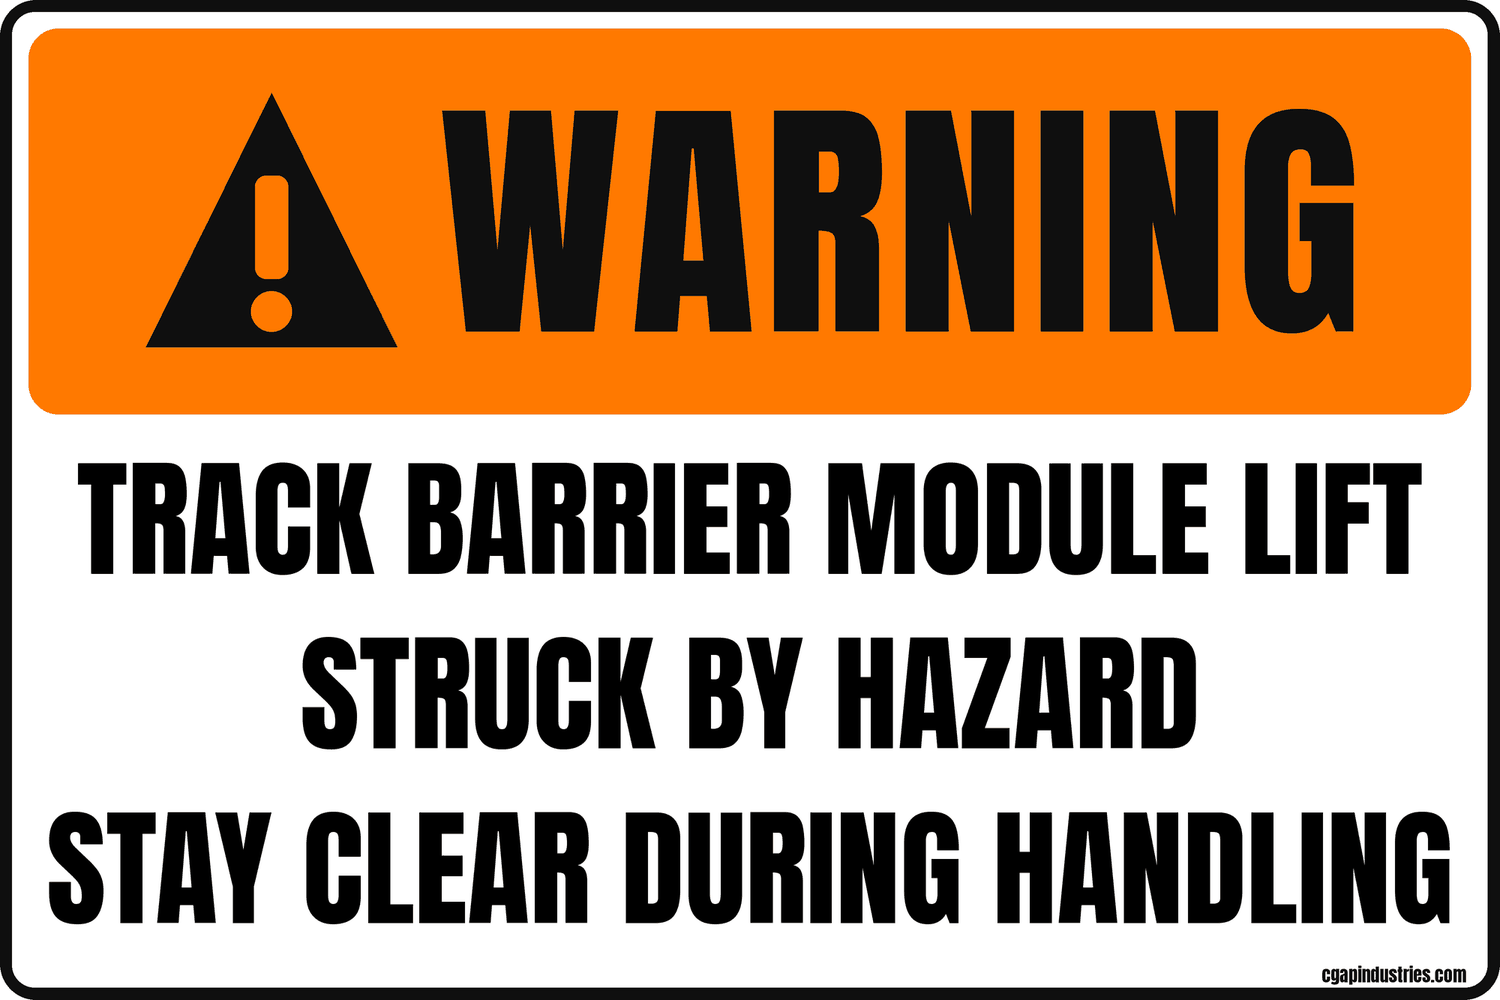 WARNING
TRACK BARRIER MODULE LIFT
STRUCK BY HAZARD
STAY CLEAR DURING HANDLING
cgapindustries.com